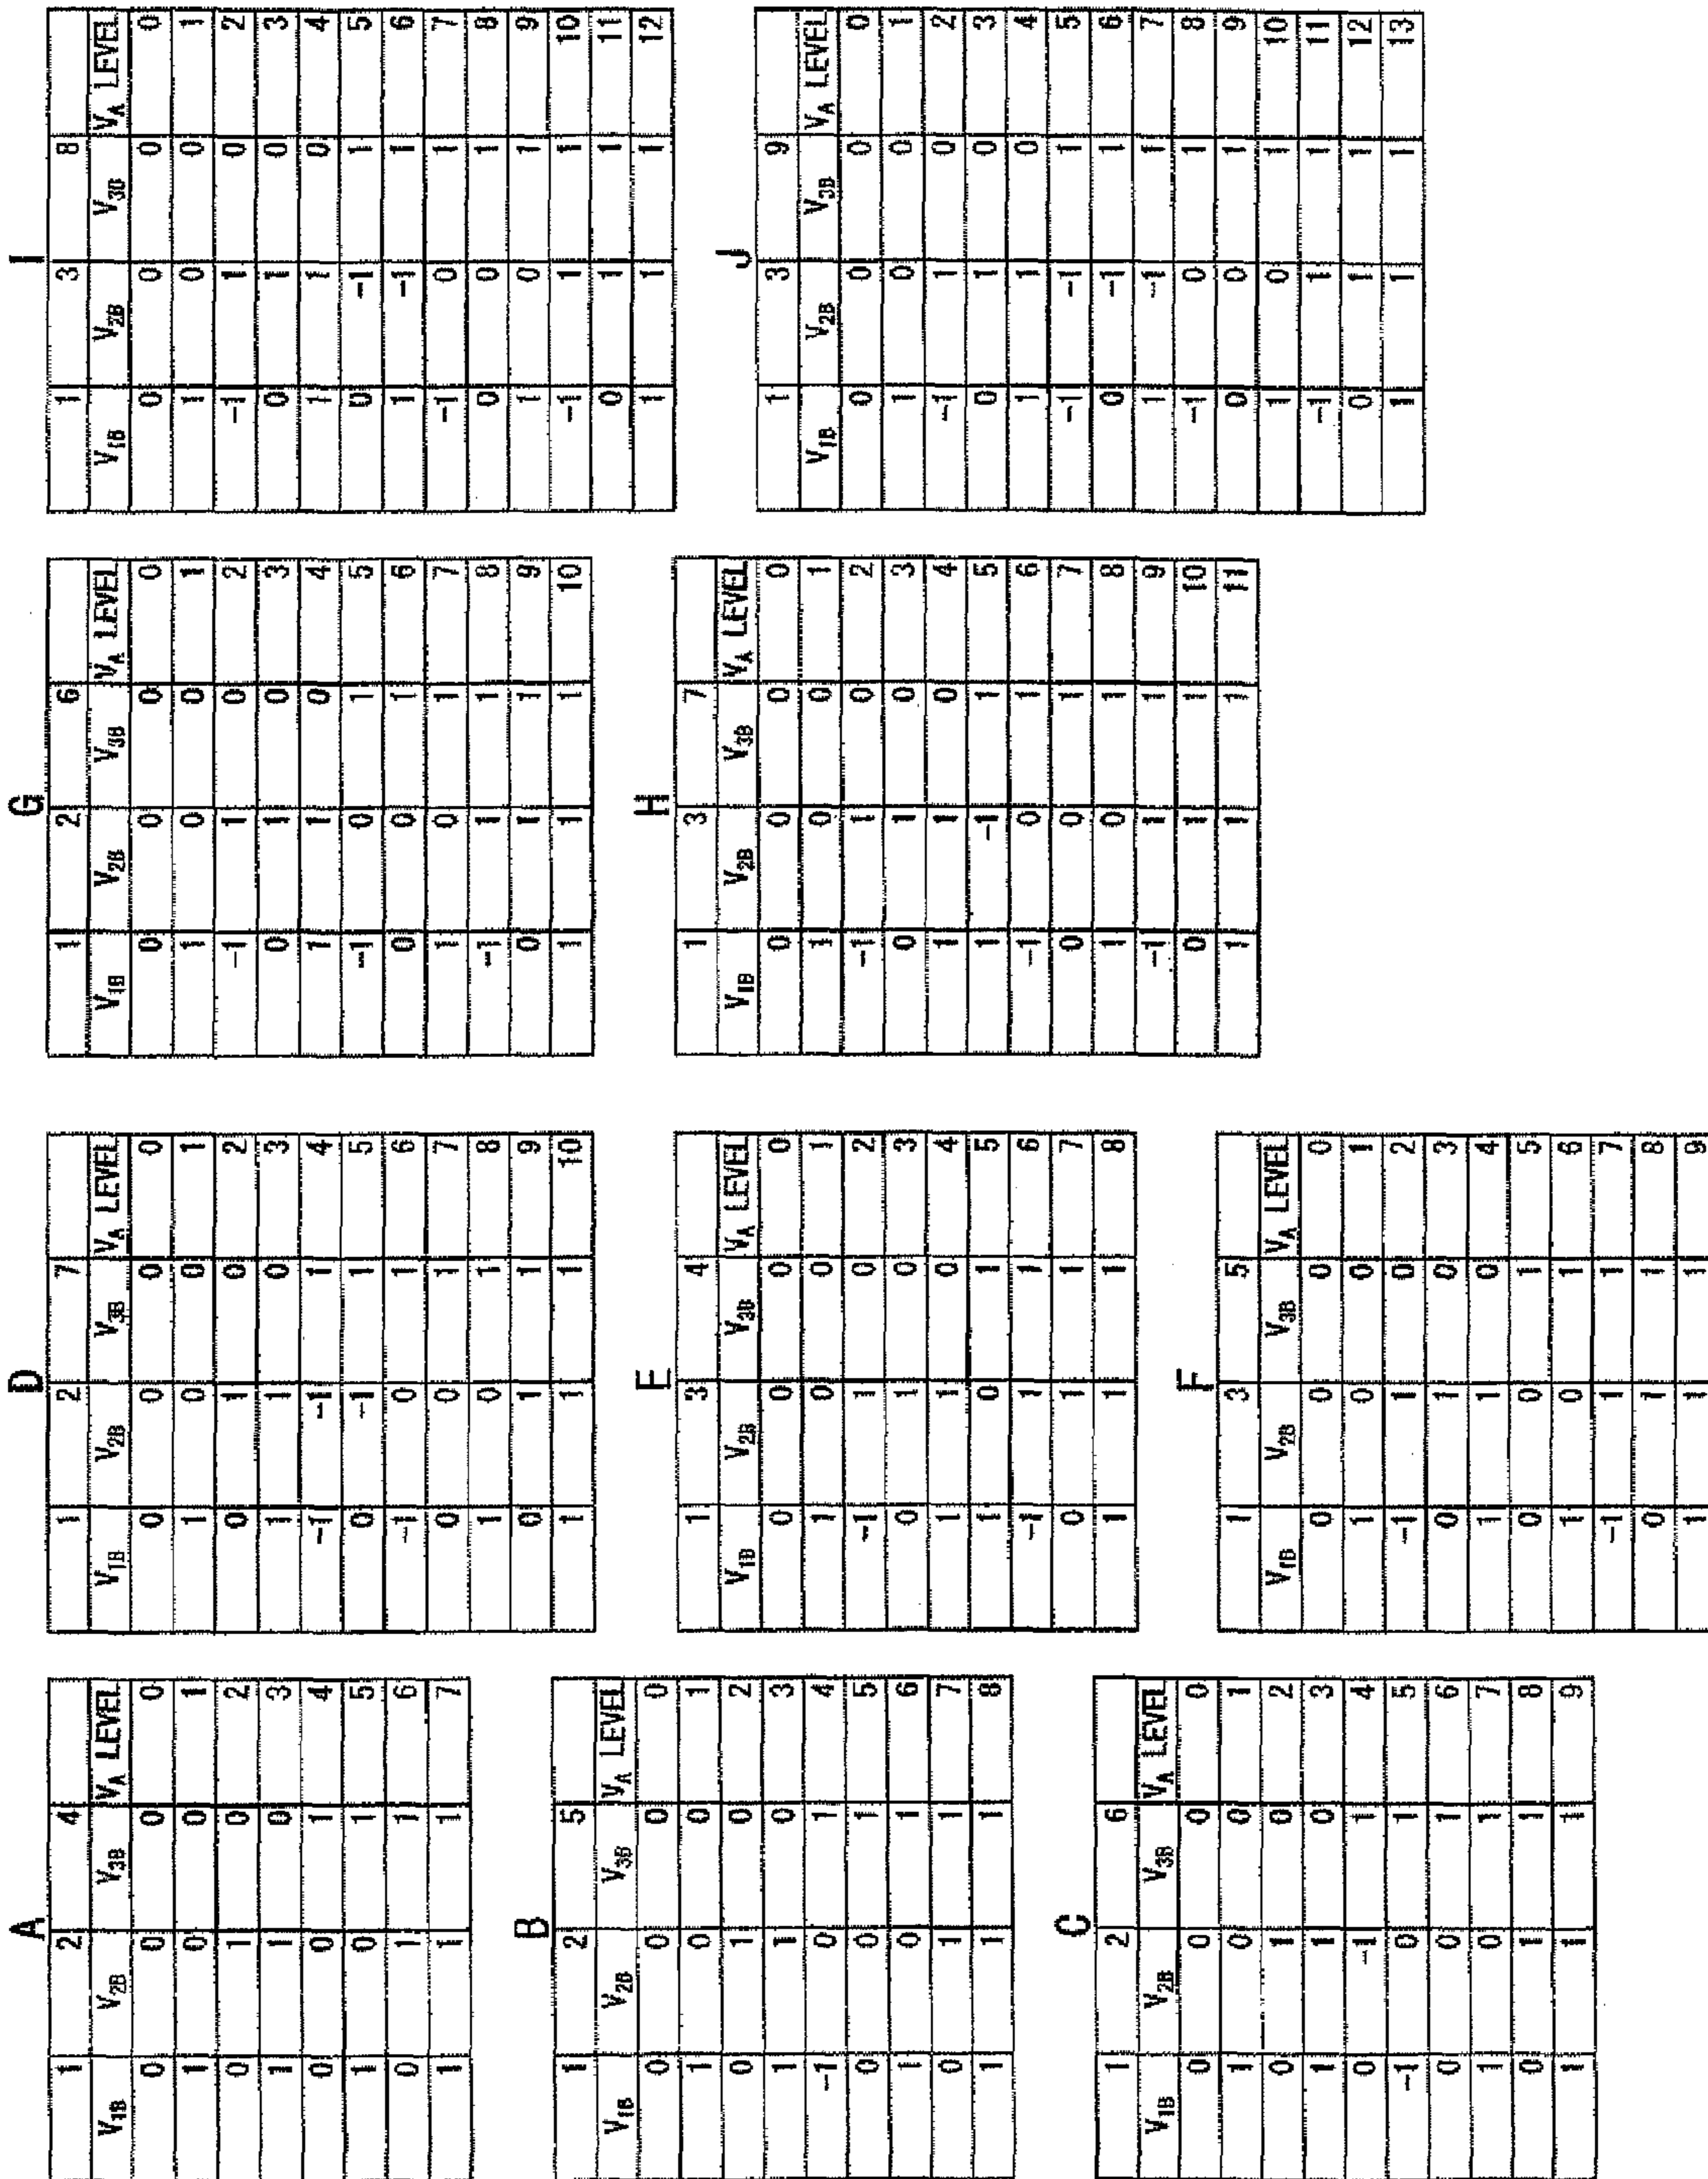 A
1 2 4
V1B V2B V3B VA LEVEL
0 0 0 0
1 0 0 1
0 1 0 2
1 1 0 3
0 0 1 4
1 0 1 5
0 1 1 6
1 1 1 7
B
1 2 5
V1B V2B V3B VA LEVEL
0 0 0 0
1 0 0 1
0 1 0 2
1 1 0 3
-1 0 1 4
0 0 1 5
1 0 1 6
0 1 1 7
1 1 1 8
C
1 2 6
V1B V2B V3B VA LEVEL
0 0 0 0
1 0 0 1
0 1 0 2
1 1 0 3
0 -1 1 4
-1 0 1 5
0 0 1 6
1 0 1 7
0 1 1 8
1 1 1 9
D
1 2 7
V1B V2B V3B VA LEVEL
0 0 0 0
1 0 0 1
0 1 0 2
1 1 0 3
-1 -1 1 4
0 -1 1 5
-1 0 1 6
0 0 1 7
1 0 1 8
0 1 1 9
1 1 1 10
E
1 3 4
V1B V2B V3B VA LEVEL
0 0 0 0
1 0 0 1
-1 1 0 2
0 1 0 3
1 1 0 4
1 0 1 5
-1 1 1 6
0 1 1 7
1 1 1 8
F
1 3 5
V1B V2B V3B VA LEVEL
0 0 0 0
1 0 0 1
-1 1 0 2
0 1 0 3
1 1 0 4
0 0 1 5
1 0 1 6
-1 1 1 7
0 1 1 8
1 1 1 9
G
1 2 6
V1B V2B V3B VA LEVEL
0 0 0 0
1 0 0 1
-1 1 0 2
0 1 0 3
1 1 0 4
-1 0 1 5
0 0 1 6
1 0 1 7
-1 1 1 8
0 1 1 9
1 1 1 10
H
1 3 7
V1B V2B V3B VA LEVEL
0 0 0 0
1 0 0 1
-1 1 0 2
0 1 0 3
1 1 0 4
1 -1 1 5
-1 0 1 6
0 0 1 7
1 0 1 8
-1 1 1 9
0 1 1 10
1 1 1 11
I
1 3 8
V1B V2B V3B VA LEVEL
0 0 0 0
1 0 0 1
-1 1 0 2
0 1 0 3
1 1 0 4
0 -1 1 5
1 -1 1 6
-1 0 1 7
0 0 1 8
1 0 1 9
-1 1 1 10
0 1 1 11
1 1 1 12
J
1 3 9
V1B V2B V3B VA LEVEL
0 0 0 0
1 0 0 1
-1 1 0 2
0 1 0 3
1 1 0 4
-1 -1 1 5
0 -1 1 6
1 -1 1 7
-1 0 1 8
0 0 1 9
1 0 1 10
-1 1 1 11
0 1 1 12
1 1 1 13